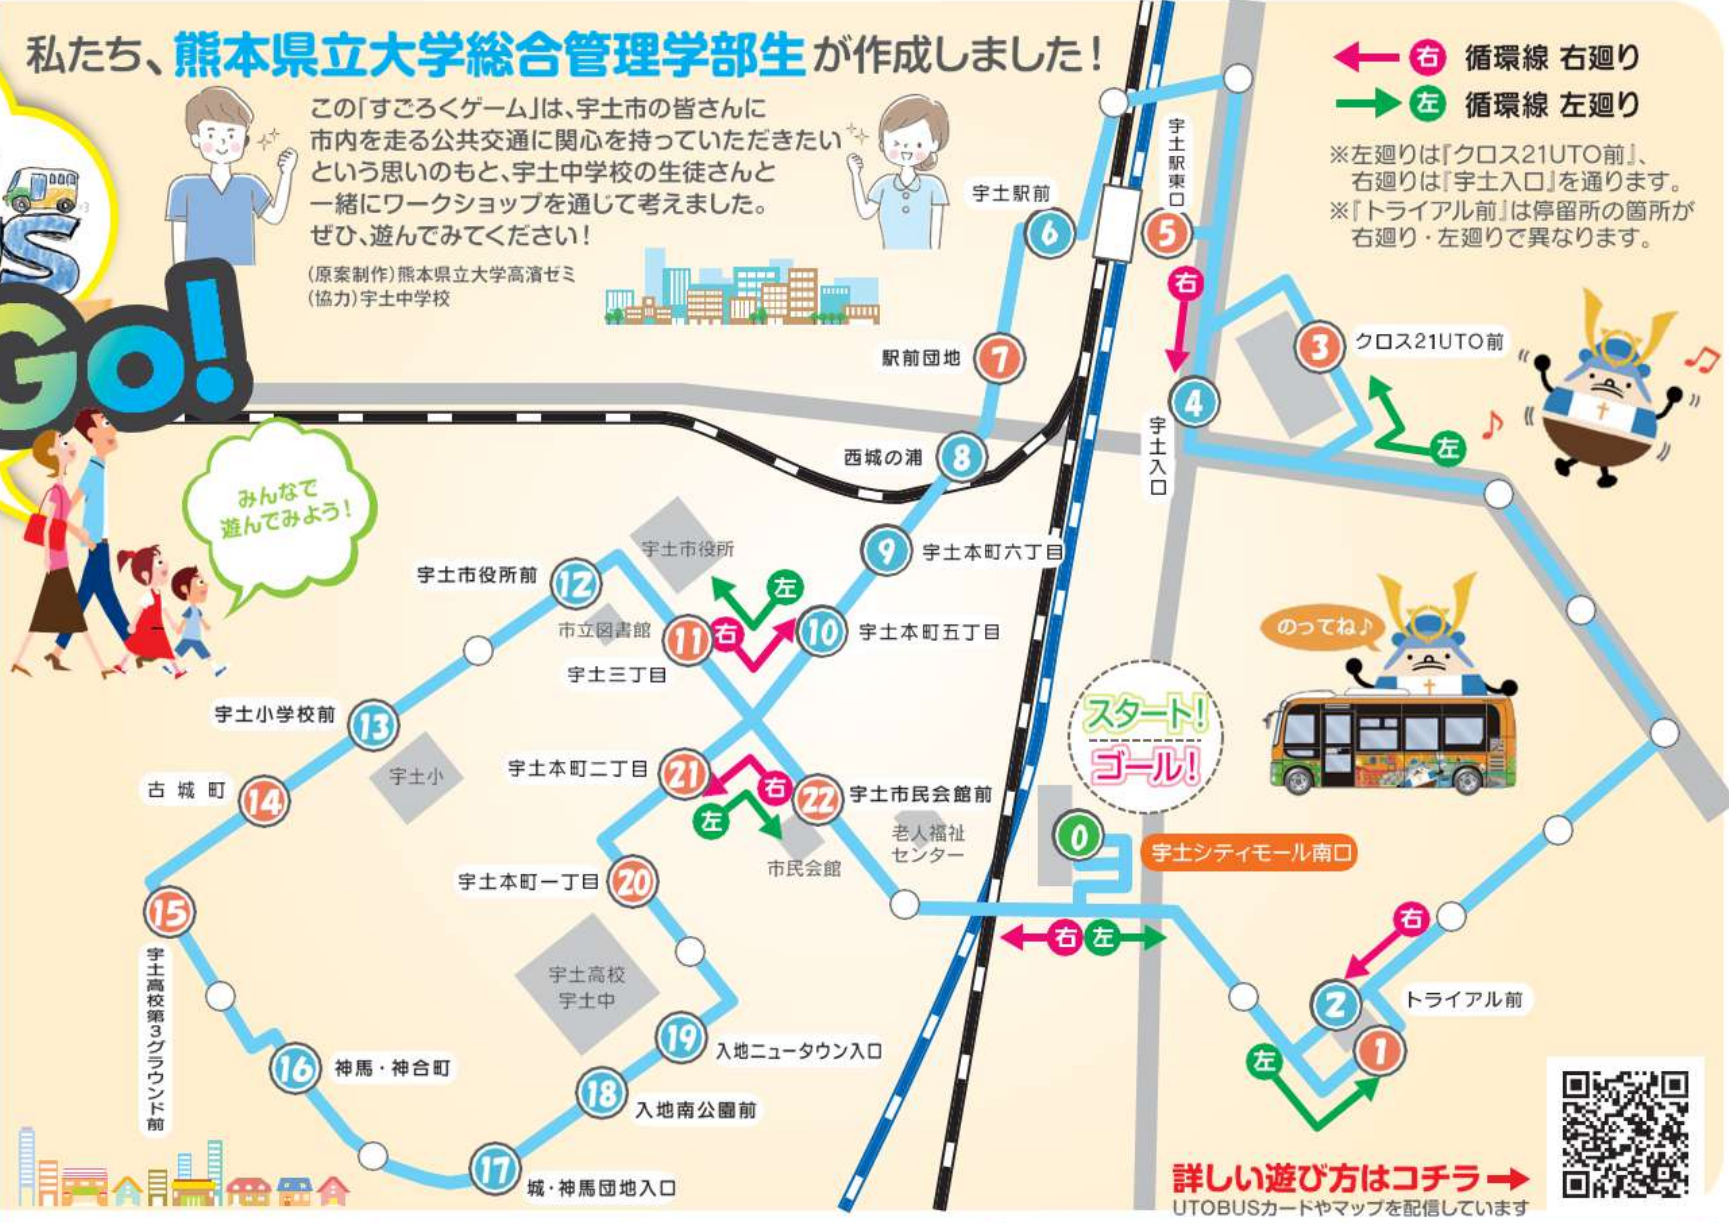 私たち、熊本県立大学総合管理学部生が作成しました!
この「すごろくゲーム」は、宇土市の皆さんに
市内を走る公共交通に関心を持っていただきたい
という思いのもと、宇土中学校の生徒さんと
一緒にワークショップを通じて考えました。
ぜひ、遊んでみてください!
(原案制作)熊本県立大学高濱ゼミ
(協力)宇土中学校
右 循環線 右廻り
左 循環線 左廻り
※左廻りは『クロス21UTO前』、
右廻りは『宇土入口』を通ります。
※『トライアル前』は停留所の箇所が
右廻り・左廻りで異なります。
S
Go!
みんなで
遊んでみよう!
宇土駅東口
5
右
宇土駅前
6
駅前団地
7
3
クロス21UTO前
左
4
宇土入口
西城の浦
8
9
宇土本町六丁目
宇土市役所
宇土市役所前
12
左
10
宇土本町五丁目
市立図書館
11
右
宇土三丁目
のってね♪
宇土小学校前
13
宇土小
古城町
14
宇土本町二丁目
21
右
左
22
宇土市民会館前
老人福祉
センター
市民会館
スタート!
ゴール!
0
宇土シティモール南口
右
左
宇土本町一丁目
20
15
宇土高校第3グラウンド前
宇土高校
宇土中
右
2
トライアル前
1
左
19
入地ニュータウン入口
16
神馬・神合町
18
入地南公園前
17
城・神馬団地入口
詳しい遊び方はコチラ
UTOBUSカードやマップを配信しています